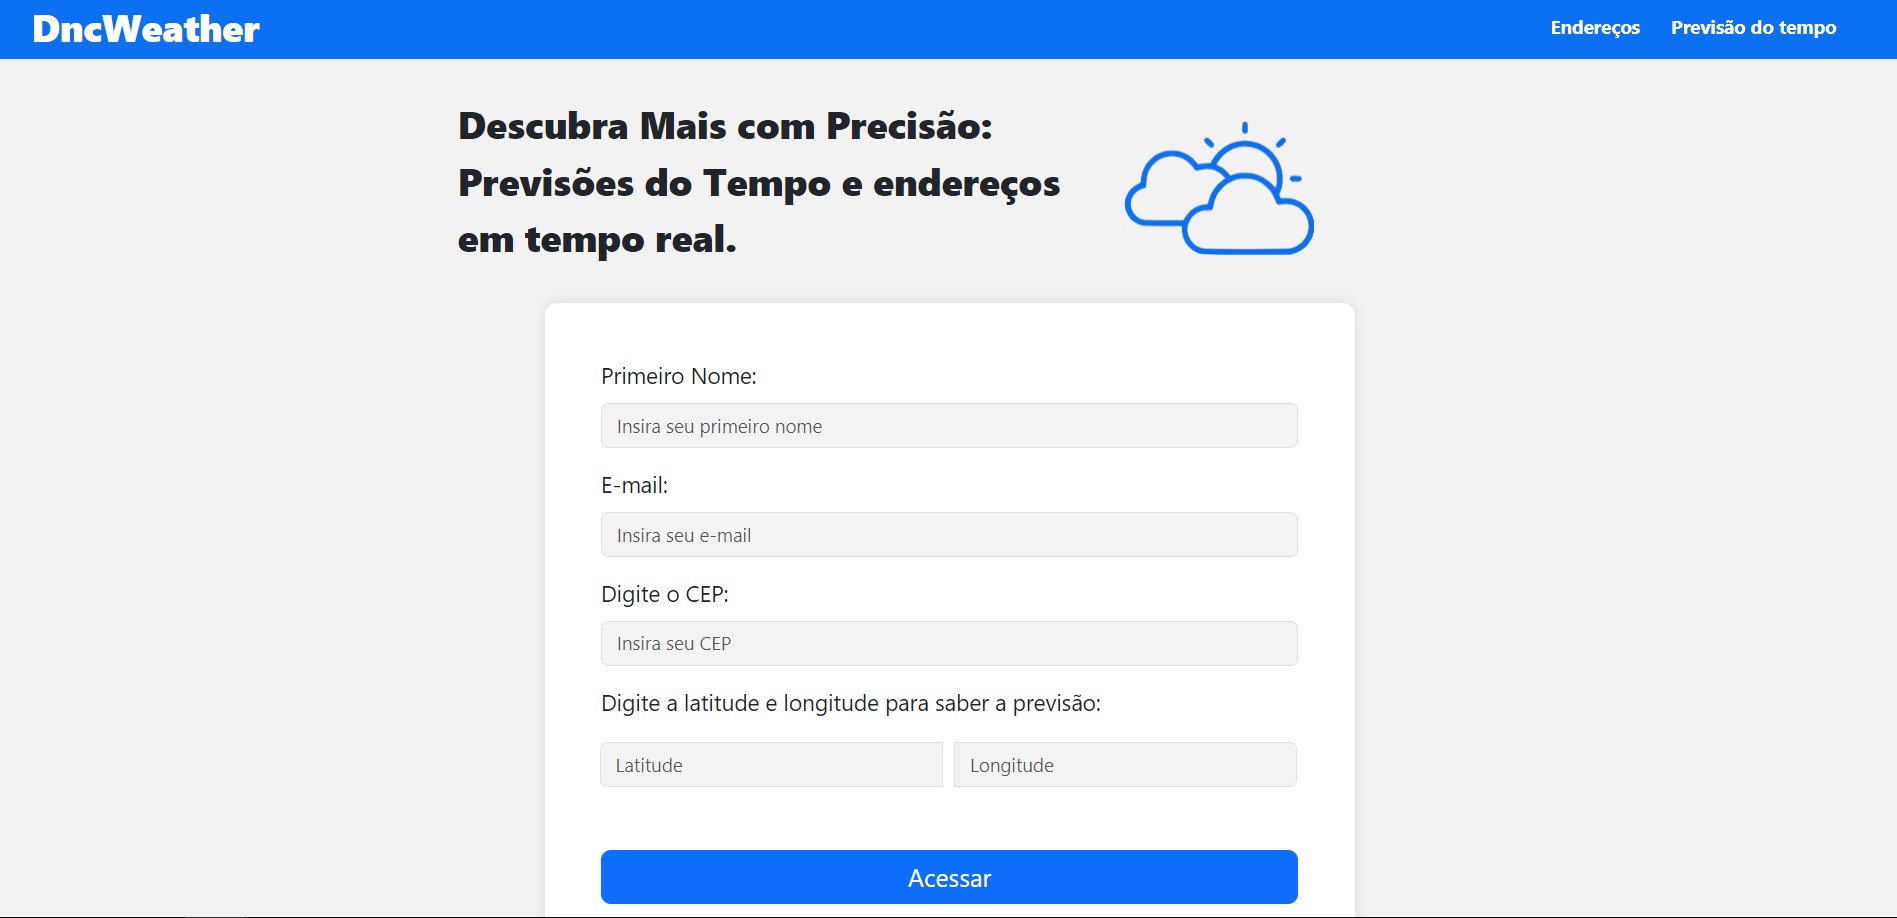 DncWeather
Endereços
Previsão do tempo
Descubra Mais com Precisão:
Previsões do Tempo e endereços
em tempo real.
Primeiro Nome:
Insira seu primeiro nome
E-mail:
Insira seu e-mail
Digite o CEP:
Insira seu CEP
Digite a latitude e longitude para saber a previsão:
Latitude
Longitude
Acessar